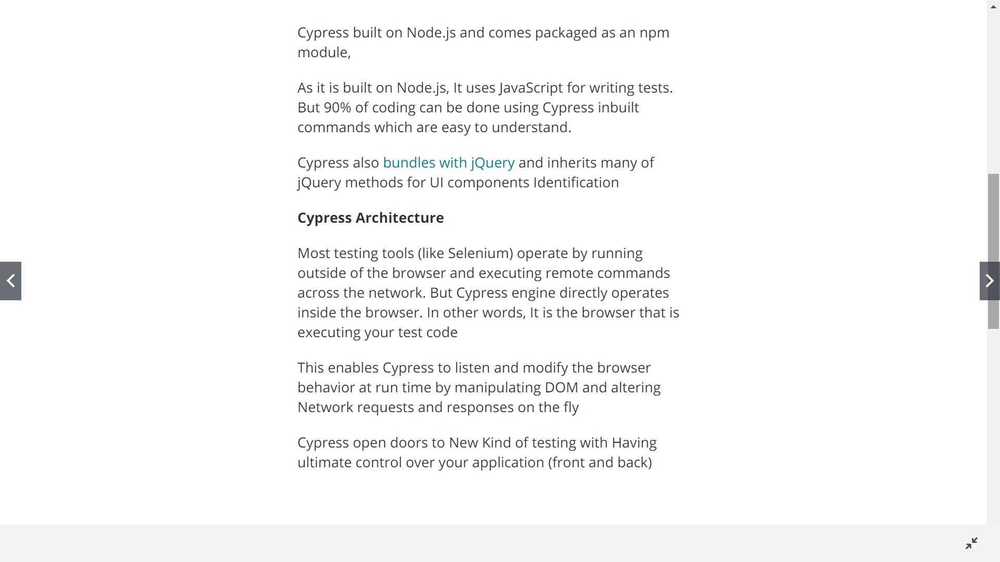 Cypress built on Node.js and comes packaged as an npm
module,
As it is built on Node.js, It uses JavaScript for writing tests.
But 90% of coding can be done using Cypress inbuilt
commands which are easy to understand.
Cypress also bundles with jQuery and inherits many of
jQuery methods for UI components Identification
Cypress Architecture
Most testing tools (like Selenium) operate by running
outside of the browser and executing remote commands
across the network. But Cypress engine directly operates
inside the browser. In other words, It is the browser that is
executing your test code
This enables Cypress to listen and modify the browser
behavior at run time by manipulating DOM and altering
Network requests and responses on the fly
Cypress open doors to New Kind of testing with Having
ultimate control over your application (front and back)